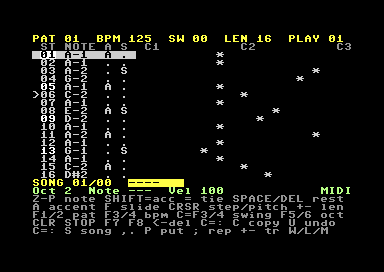 PAT 01 BPM 125 SW 00 LEN 16 PLAY 01
ST NOTE A S C1 C2 C3
01 A-1 A . *
02 A-1 . . *
03 A-2 . S *
04 G-2 . . *
05 A-1 A . *
>06 C-2 . . *
07 A-1 . . *
08 E-2 A S *
09 D-2 . . *
10 A-1 . . *
11 A-2 A S *
12 A-1 . . *
13 G-1 . S *
14 A-1 . . *
15 C-2 A . *
16 D#2 . . *
SONG 01/00 ----
Oct 2 Note --- Vel 100 MIDI
Z-P note SHIFT=acc = tie SPACE/DEL rest
A accent F slide CRSR step/pitch +- len
F1/2 pat F3/4 bpm C=F3/4 swing F5/6 oct
CLR STOP F7 F8 <-del C=: C copy U undo
C=: S song ,. P put ; rep +- tr W/L/M